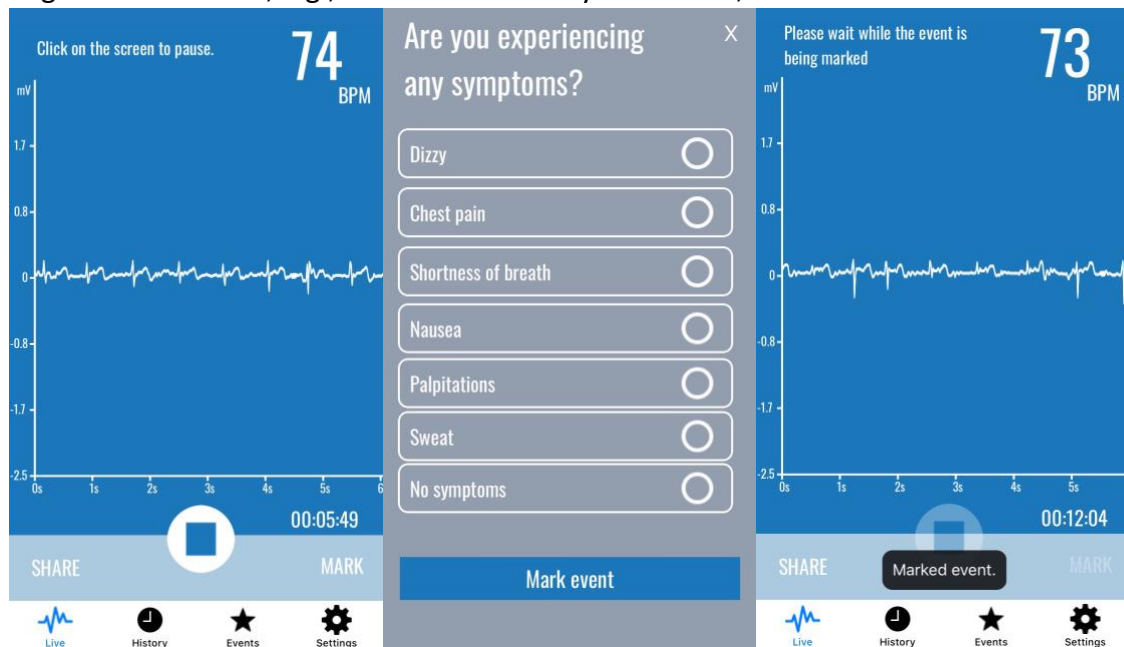 Click on the screen to pause.
74
BPM
mV
1.7
0.8
0
-0.8
-1.7
-2.5
0s 1s 2s 3s 4s 5s 6
00:05:49
SHARE
MARK
Live History Events Settings
Are you experiencing X
any symptoms?
Dizzy
Chest pain
Shortness of breath
Nausea
Palpitations
Sweat
No symptoms
Mark event
Please wait while the event is
being marked
73
BPM
mV
1.7
0.8
0
-0.8
-1.7
-2.5
0s 1s 2s 3s 4s 5s
00:12:04
SHARE
Marked event.
MARK
Live History Events Settings